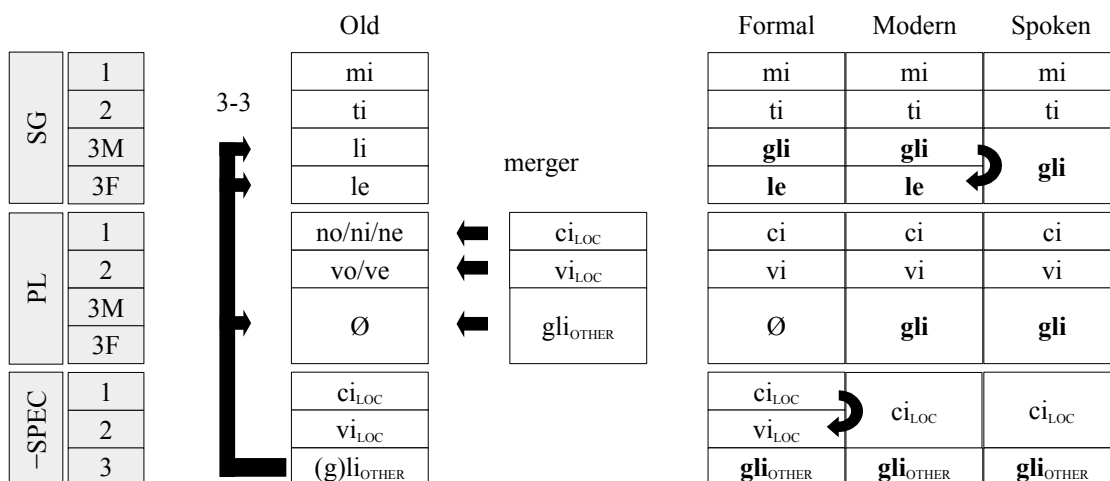 Old Formal Modern Spoken
SG 1 mi mi mi mi
2 3-3 ti ti ti ti
3M li merger gli gli gli
3F le le le
PL 1 no/ni/ne ciLOC ci ci ci
2 vo/ve viLOC vi vi vi
3M Ø gliOTHER Ø gli gli
3F
–SPEC 1 ciLOC ciLOC ciLOC ciLOC
2 viLOC viLOC
3 (g)liOTHER gliOTHER gliOTHER gliOTHER